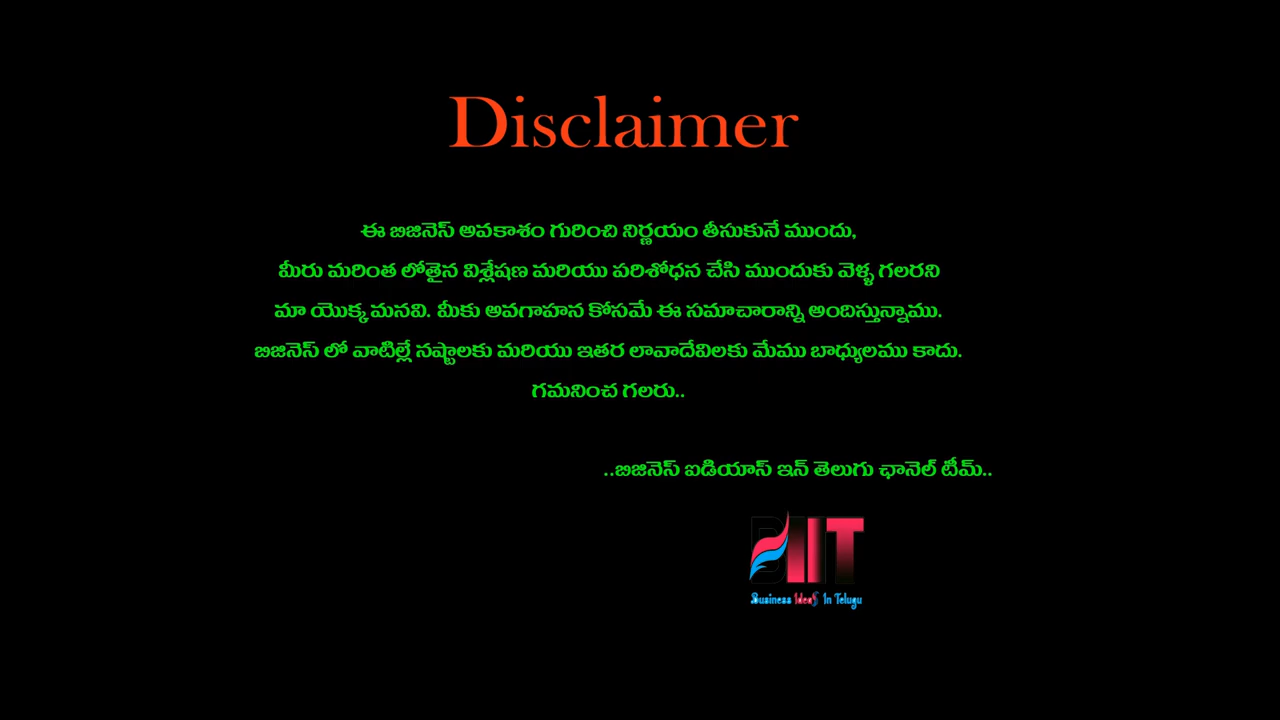 Disclaimer
ఈ బిజినెస్ అవకాశం గురించి నిర్ణయం తీసుకునే ముందు,
మీరు మరింత లోతైన విశ్లేషణ మరియు పరిశోధన చేసి ముందుకు వెళ్ళ గలరని
మా యొక్క మనవి. మీకు అవగాహన కోసమే ఈ సమాచారాన్ని అందిస్తున్నాము.
బిజినెస్ లో వాటిల్లే నష్టాలకు మరియు ఇతర లావాదేవిలకు మేము బాధ్యులము కాదు.
గమనించ గలరు..
..బిజినెస్ ఐడియాస్ ఇన్ తెలుగు ఛానెల్ టీమ్..
BIIT
Business Ideas In Telugu